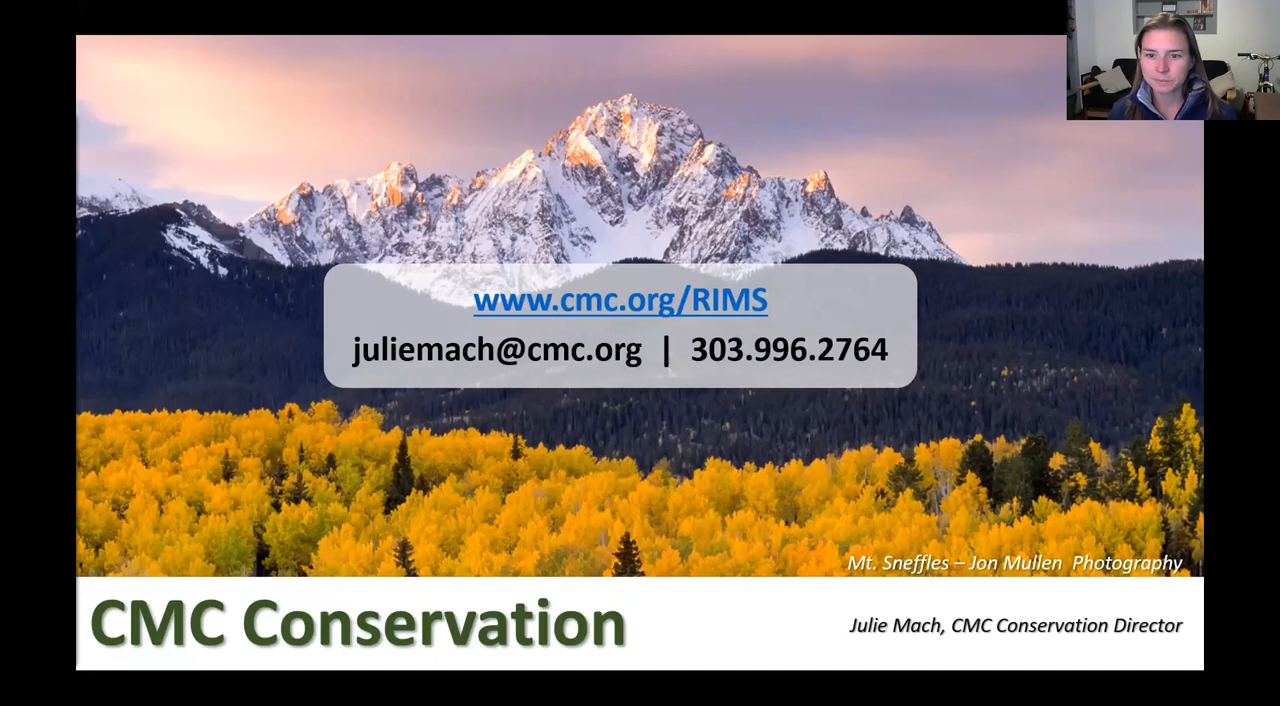 www.cmc.org/RIMS
juliemach@cmc.org | 303.996.2764
Mt. Sneffles – Jon Mullen Photography
CMC Conservation
Julie Mach, CMC Conservation Director